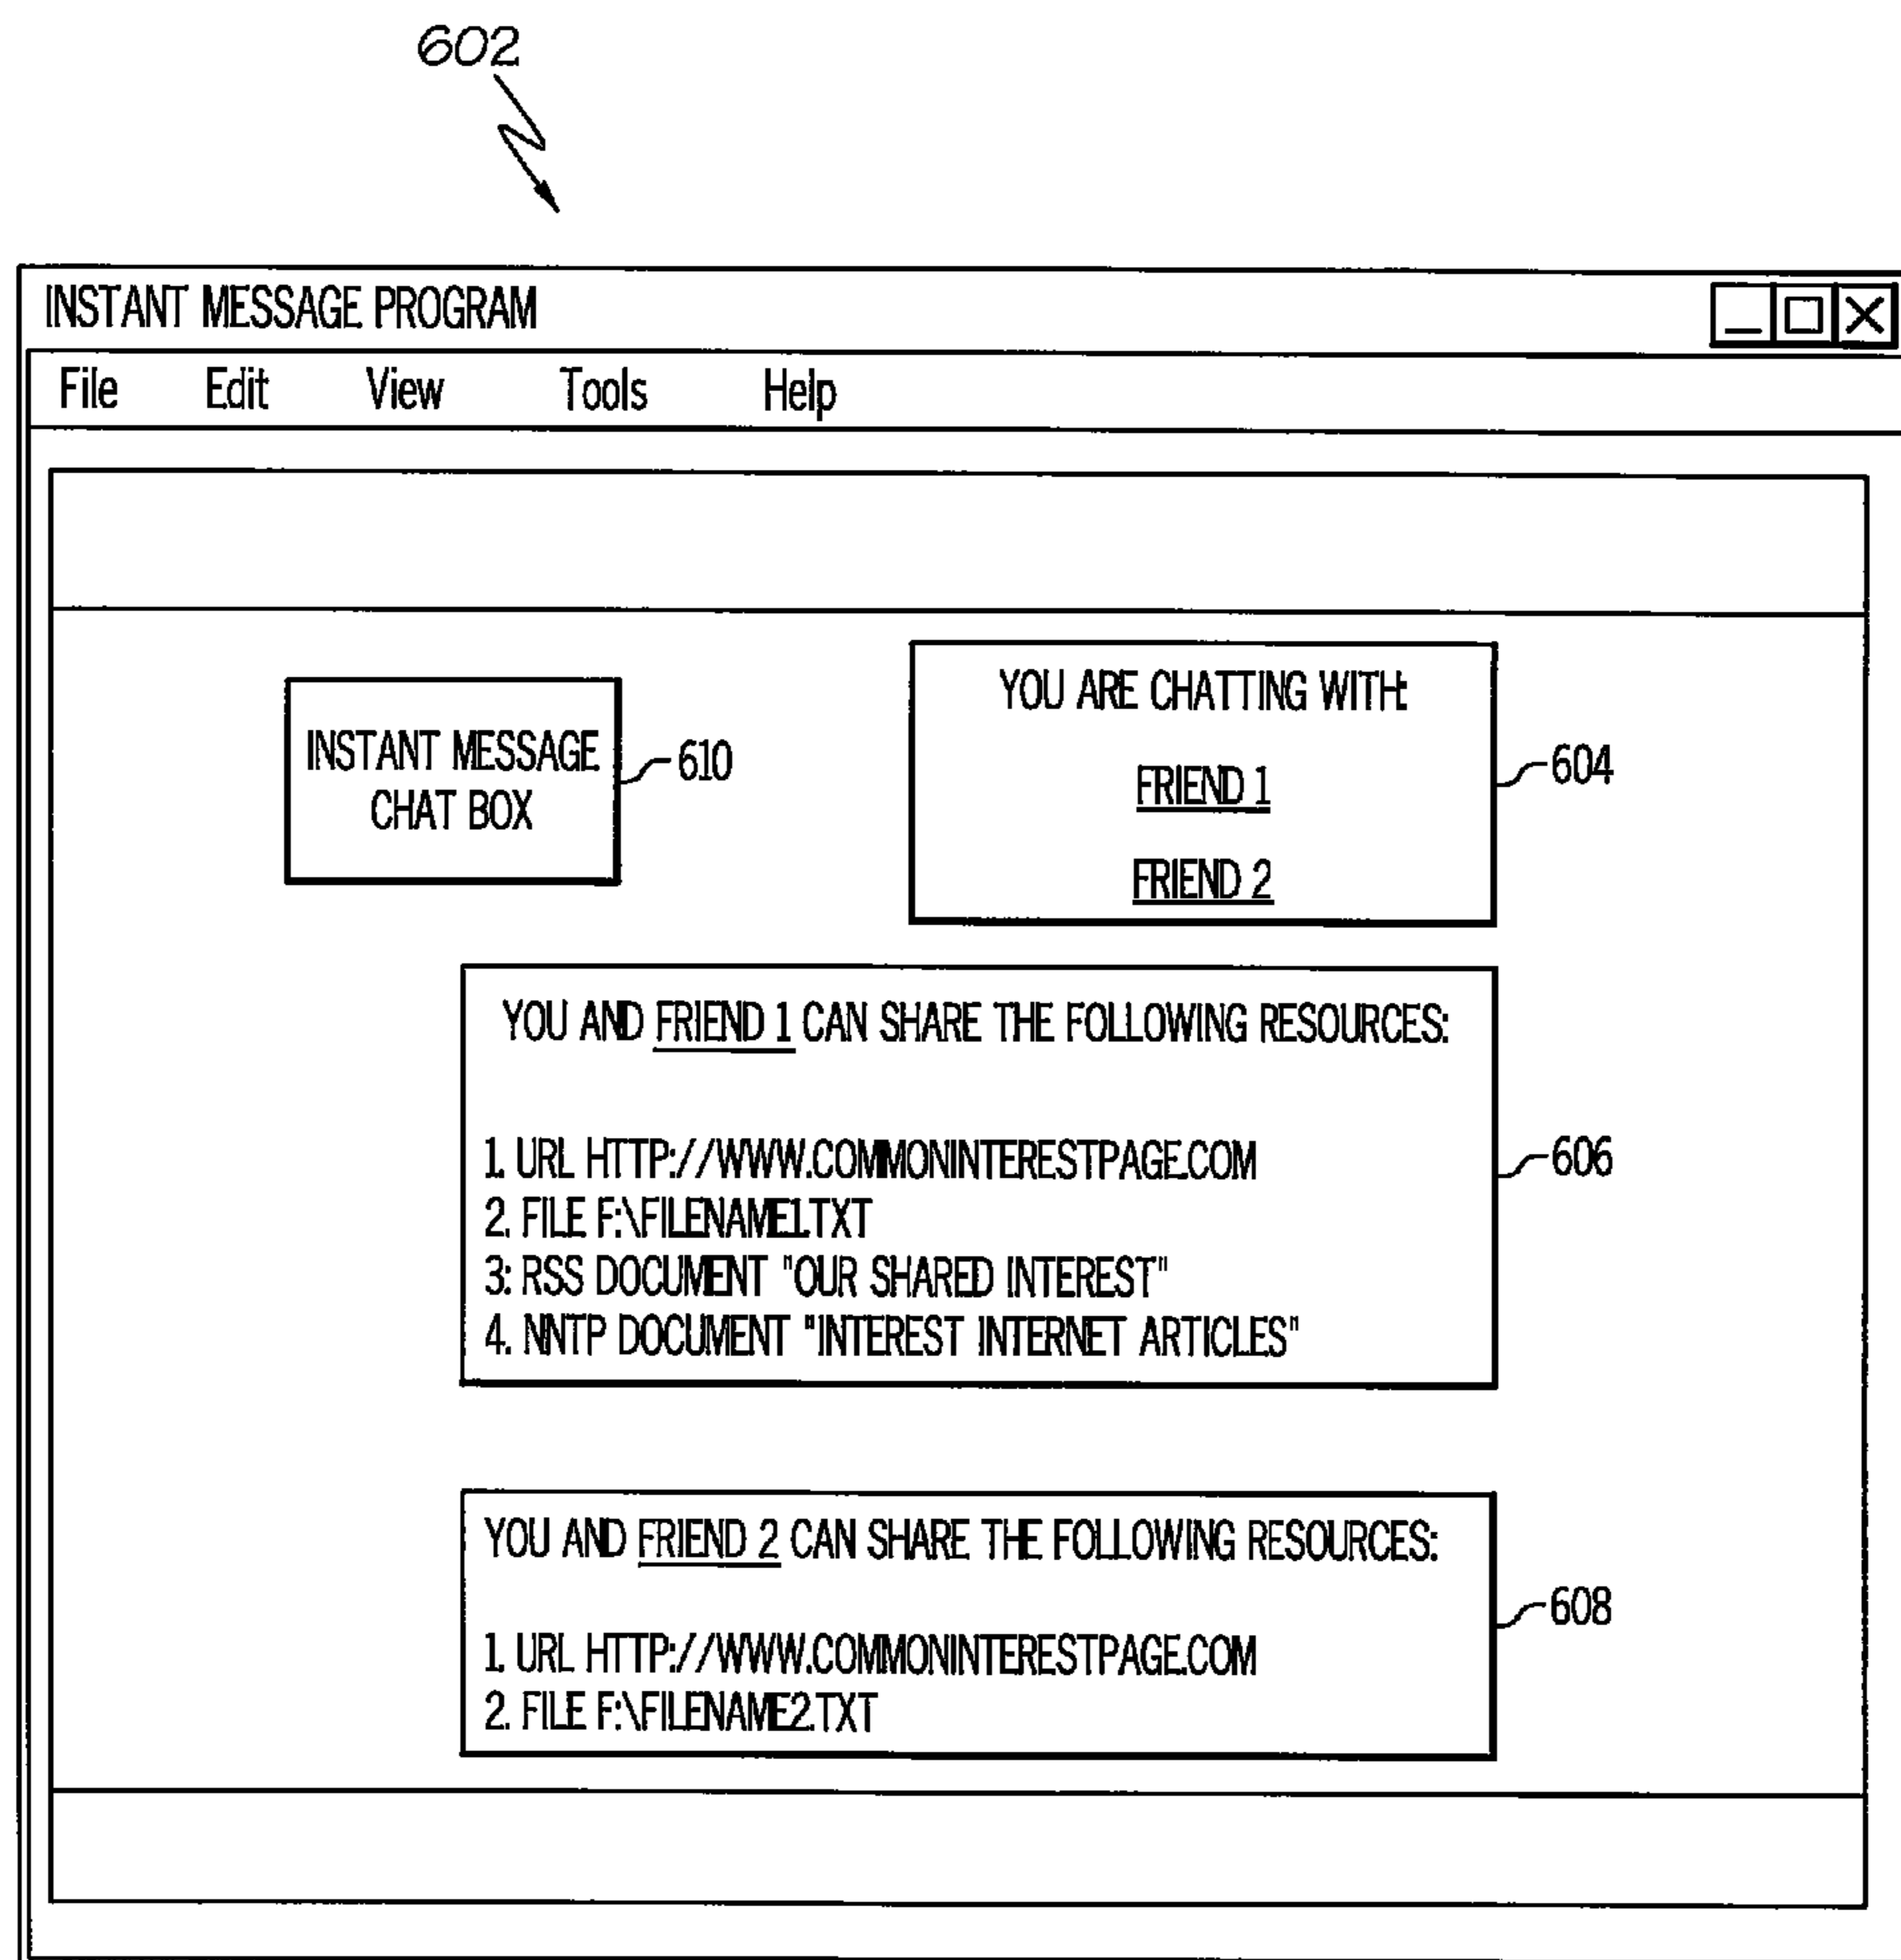 602
INSTANT MESSAGE PROGRAM
File Edit View Tools Help
INSTANT MESSAGE
CHAT BOX
610
YOU ARE CHATTING WITH:
FRIEND 1
FRIEND 2
604
YOU AND FRIEND 1 CAN SHARE THE FOLLOWING RESOURCES:
1. URL HTTP://WWW.COMMONINTERESTPAGE.COM
2. FILE F:\FILENAME1.TXT
3: RSS DOCUMENT "OUR SHARED INTEREST"
4. NNTP DOCUMENT "INTEREST INTERNET ARTICLES"
606
YOU AND FRIEND 2 CAN SHARE THE FOLLOWING RESOURCES:
1. URL HTTP://WWW.COMMONINTERESTPAGE.COM
2. FILE F:\FILENAME2.TXT
608